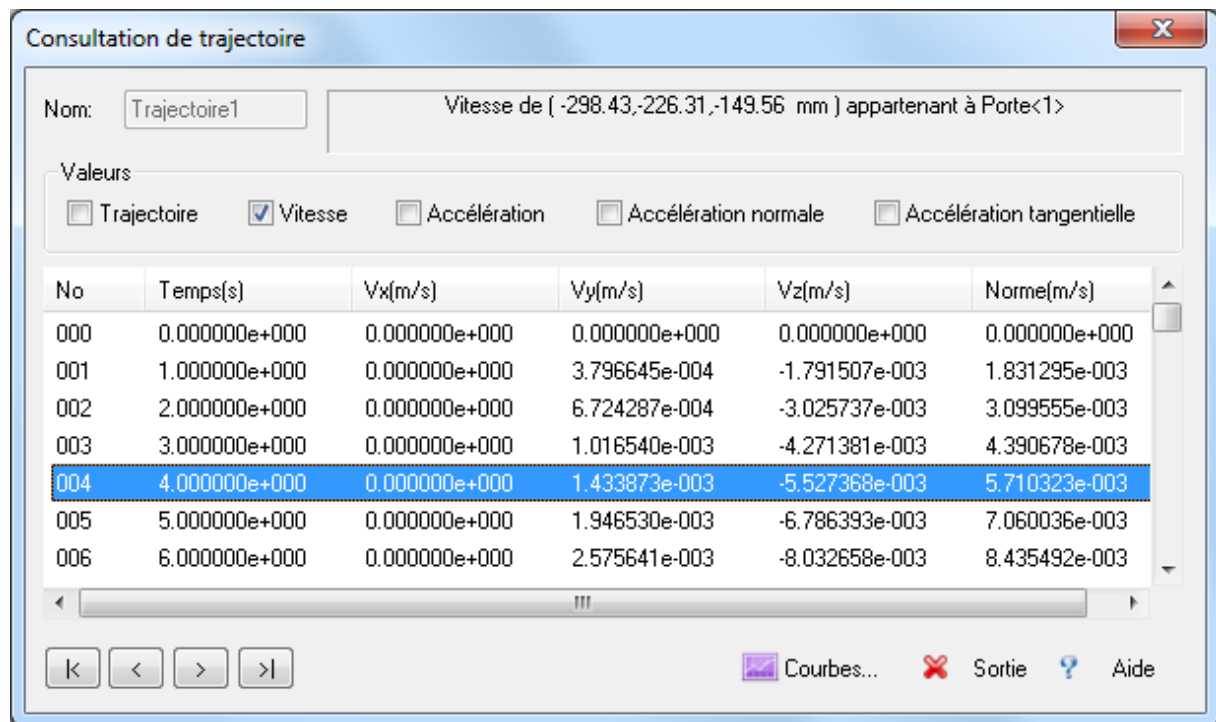 Consultation de trajectoire
Nom: Trajectoire1 Vitesse de ( -298.43,-226.31,-149.56 mm ) appartenant à Porte<1>
Valeurs
Trajectoire Vitesse Accélération Accélération normale Accélération tangentielle
No Temps(s) Vx(m/s) Vy(m/s) Vz(m/s) Norme(m/s)
000 0.000000e+000 0.000000e+000 0.000000e+000 0.000000e+000 0.000000e+000
001 1.000000e+000 0.000000e+000 3.796645e-004 -1.791507e-003 1.831295e-003
002 2.000000e+000 0.000000e+000 6.724287e-004 -3.025737e-003 3.099555e-003
003 3.000000e+000 0.000000e+000 1.016540e-003 -4.271381e-003 4.390678e-003
004 4.000000e+000 0.000000e+000 1.433873e-003 -5.527368e-003 5.710323e-003
005 5.000000e+000 0.000000e+000 1.946530e-003 -6.786393e-003 7.060036e-003
006 6.000000e+000 0.000000e+000 2.575641e-003 -8.032658e-003 8.435492e-003
Courbes... Sortie Aide